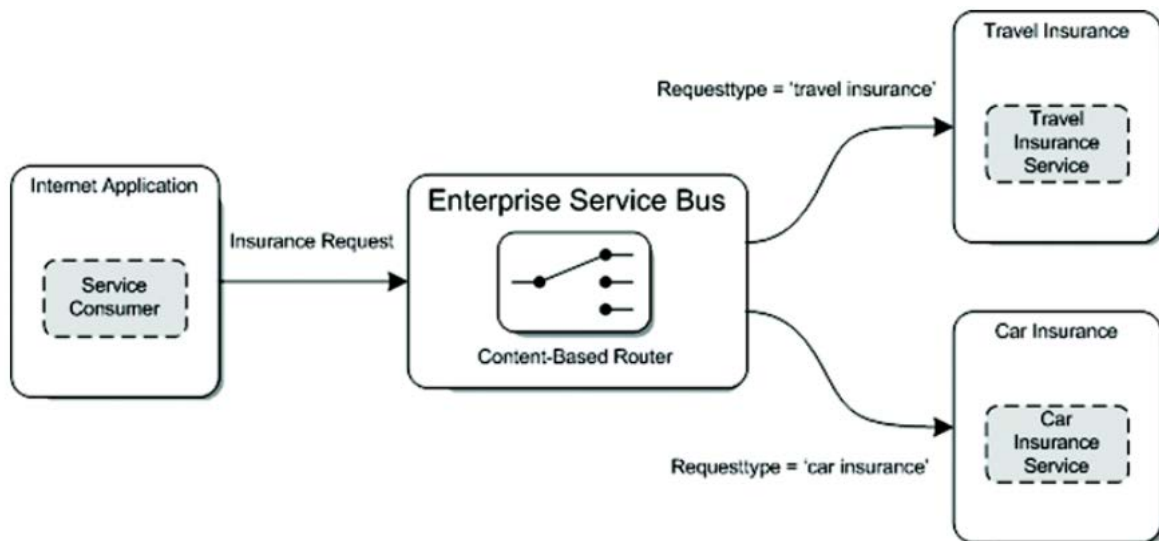 Internet Application
Service
Consumer
Insurance Request
Enterprise Service Bus
Content-Based Router
Requesttype = 'travel insurance'
Travel Insurance
Travel
Insurance
Service
Requesttype = 'car insurance'
Car Insurance
Car
Insurance
Service